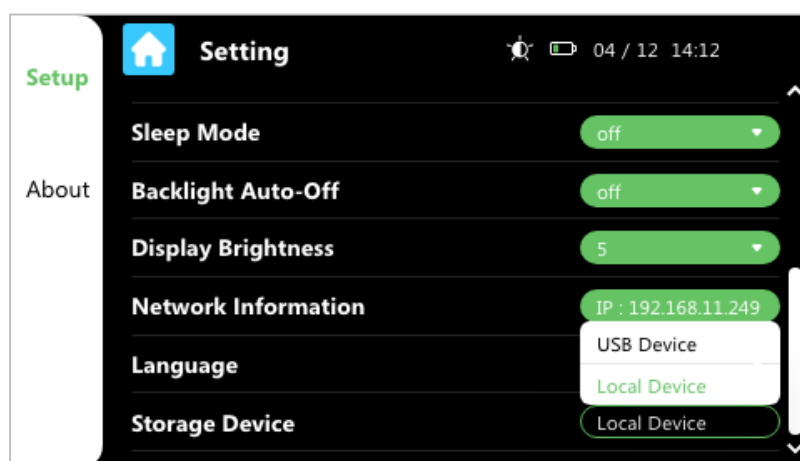 Setting
04 / 12 14:12
Setup
About
Sleep Mode
off
Backlight Auto-Off
off
Display Brightness
5
Network Information
IP : 192.168.11.249
Language
USB Device
Local Device
Storage Device
Local Device